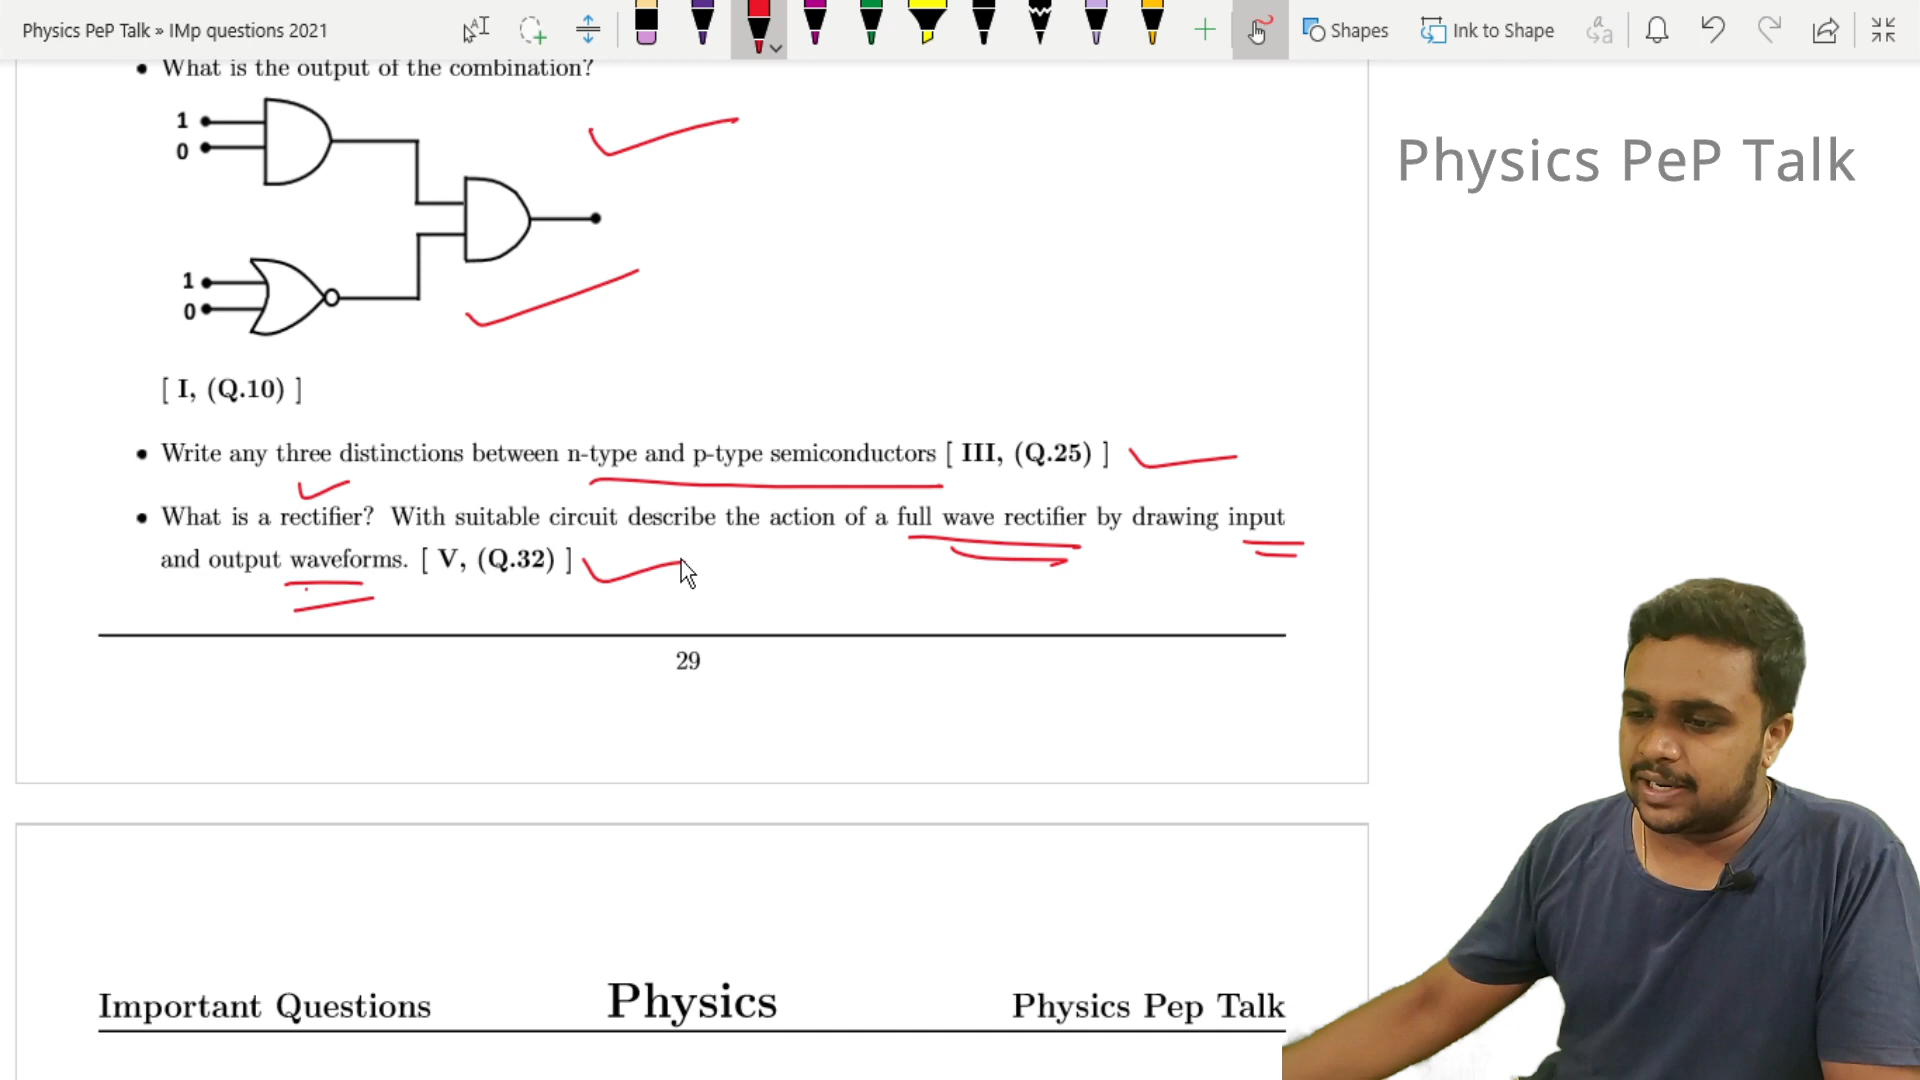 Physics PeP Talk » IMp questions 2021
Shapes
Ink to Shape
• What is the output of the combination?
1
0
1
0
[ I, (Q.10) ]
• Write any three distinctions between n-type and p-type semiconductors [ III, (Q.25) ]
• What is a rectifier? With suitable circuit describe the action of a full wave rectifier by drawing input
and output waveforms. [ V, (Q.32) ]
29
Physics PeP Talk
Important Questions Physics Physics Pep Talk